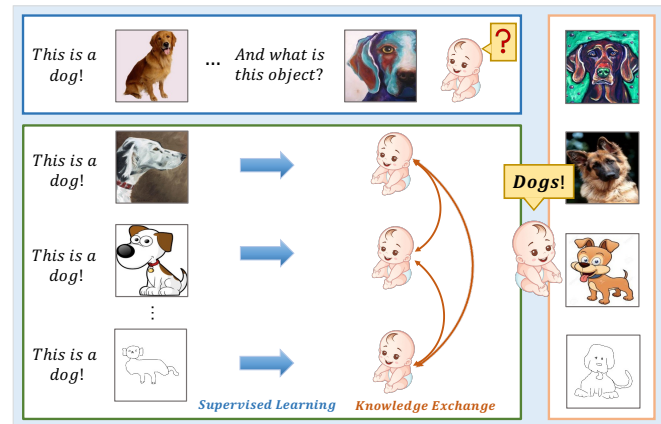 This is a
dog!
...
And what is
this object?
?
This is a
dog!
Dogs!
This is a
dog!
⋮
This is a
dog!
Supervised Learning
Knowledge Exchange